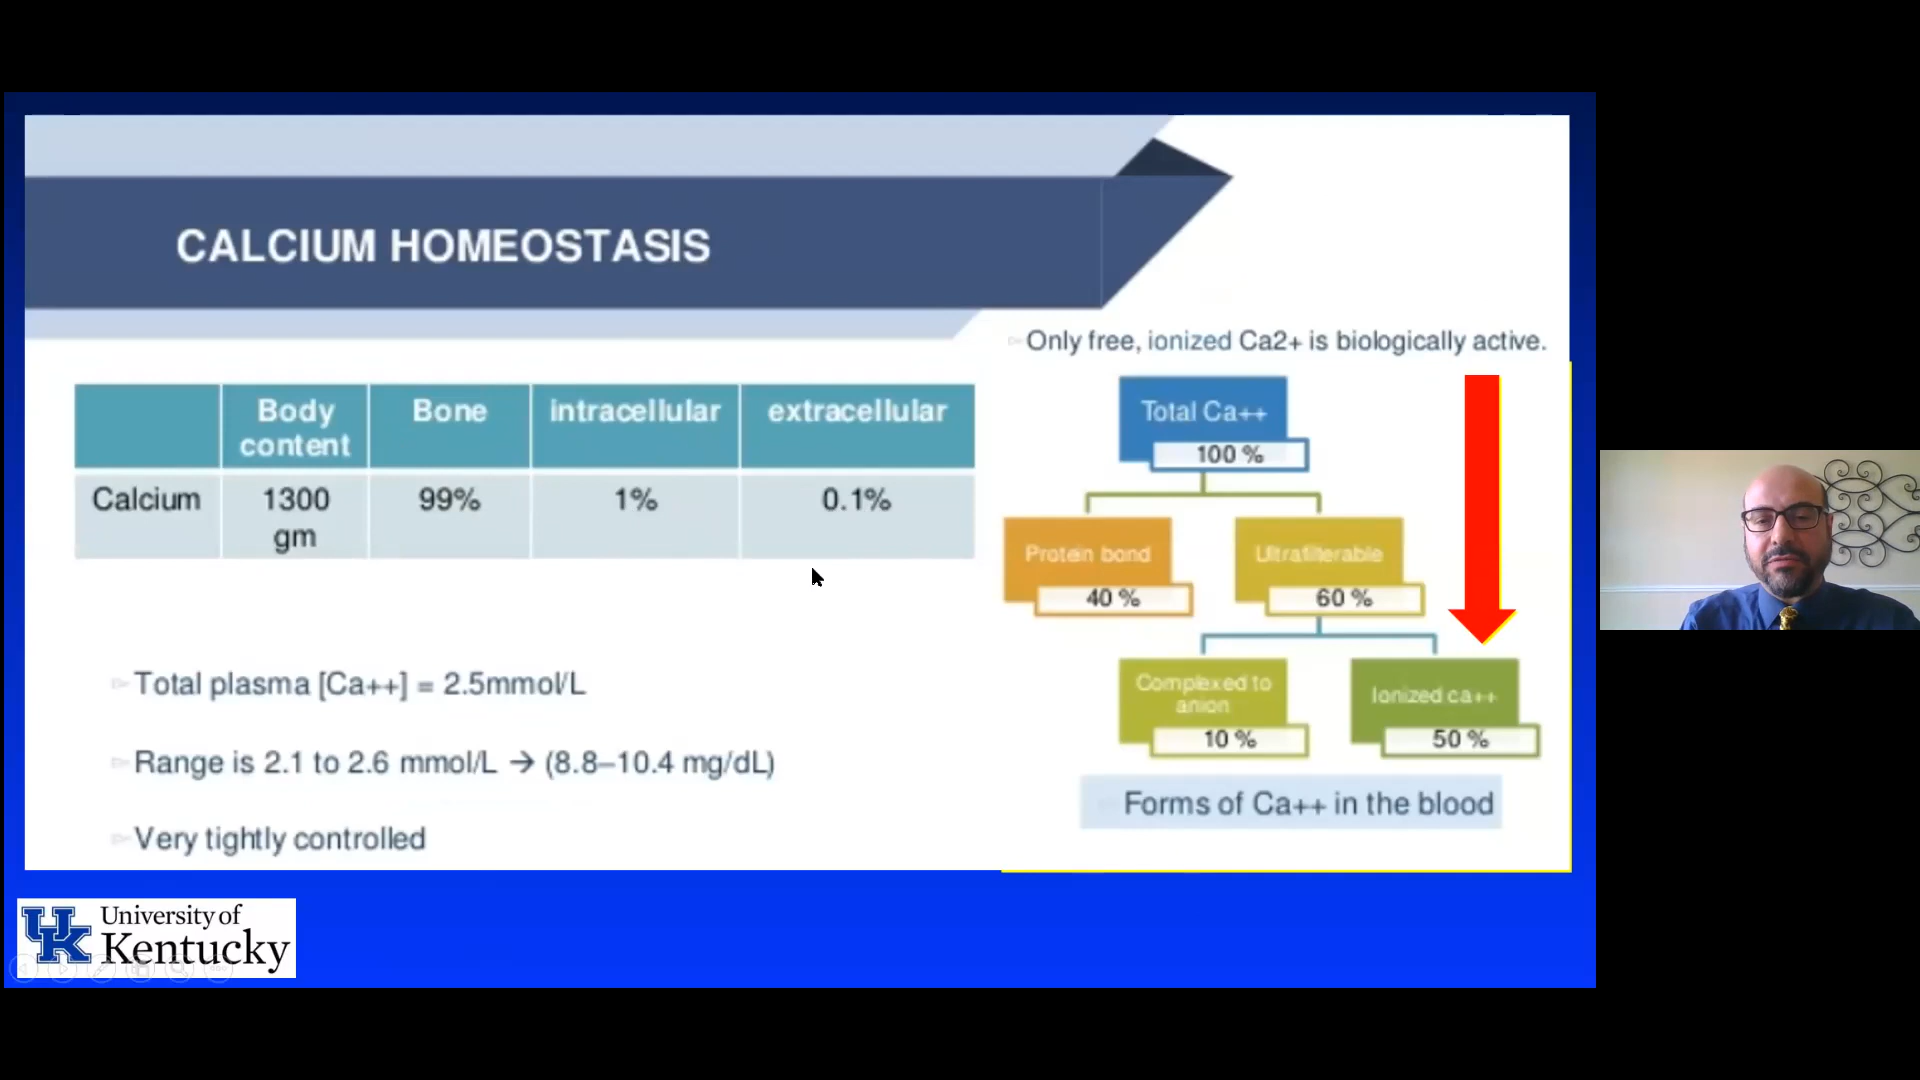 CALCIUM HOMEOSTASIS
Body content
Bone
intracellular
extracellular
Calcium
1300 gm
99%
1%
0.1%
Total plasma [Ca++] = 2.5mmol/L
Range is 2.1 to 2.6 mmol/L → (8.8–10.4 mg/dL)
Very tightly controlled
Only free, ionized Ca2+ is biologically active.
Total Ca++
100 %
Protein bond
40 %
Ultrafilterable
60 %
Complexed to
anion
10 %
Ionized ca++
50 %
Forms of Ca++ in the blood
UK
University of
Kentucky